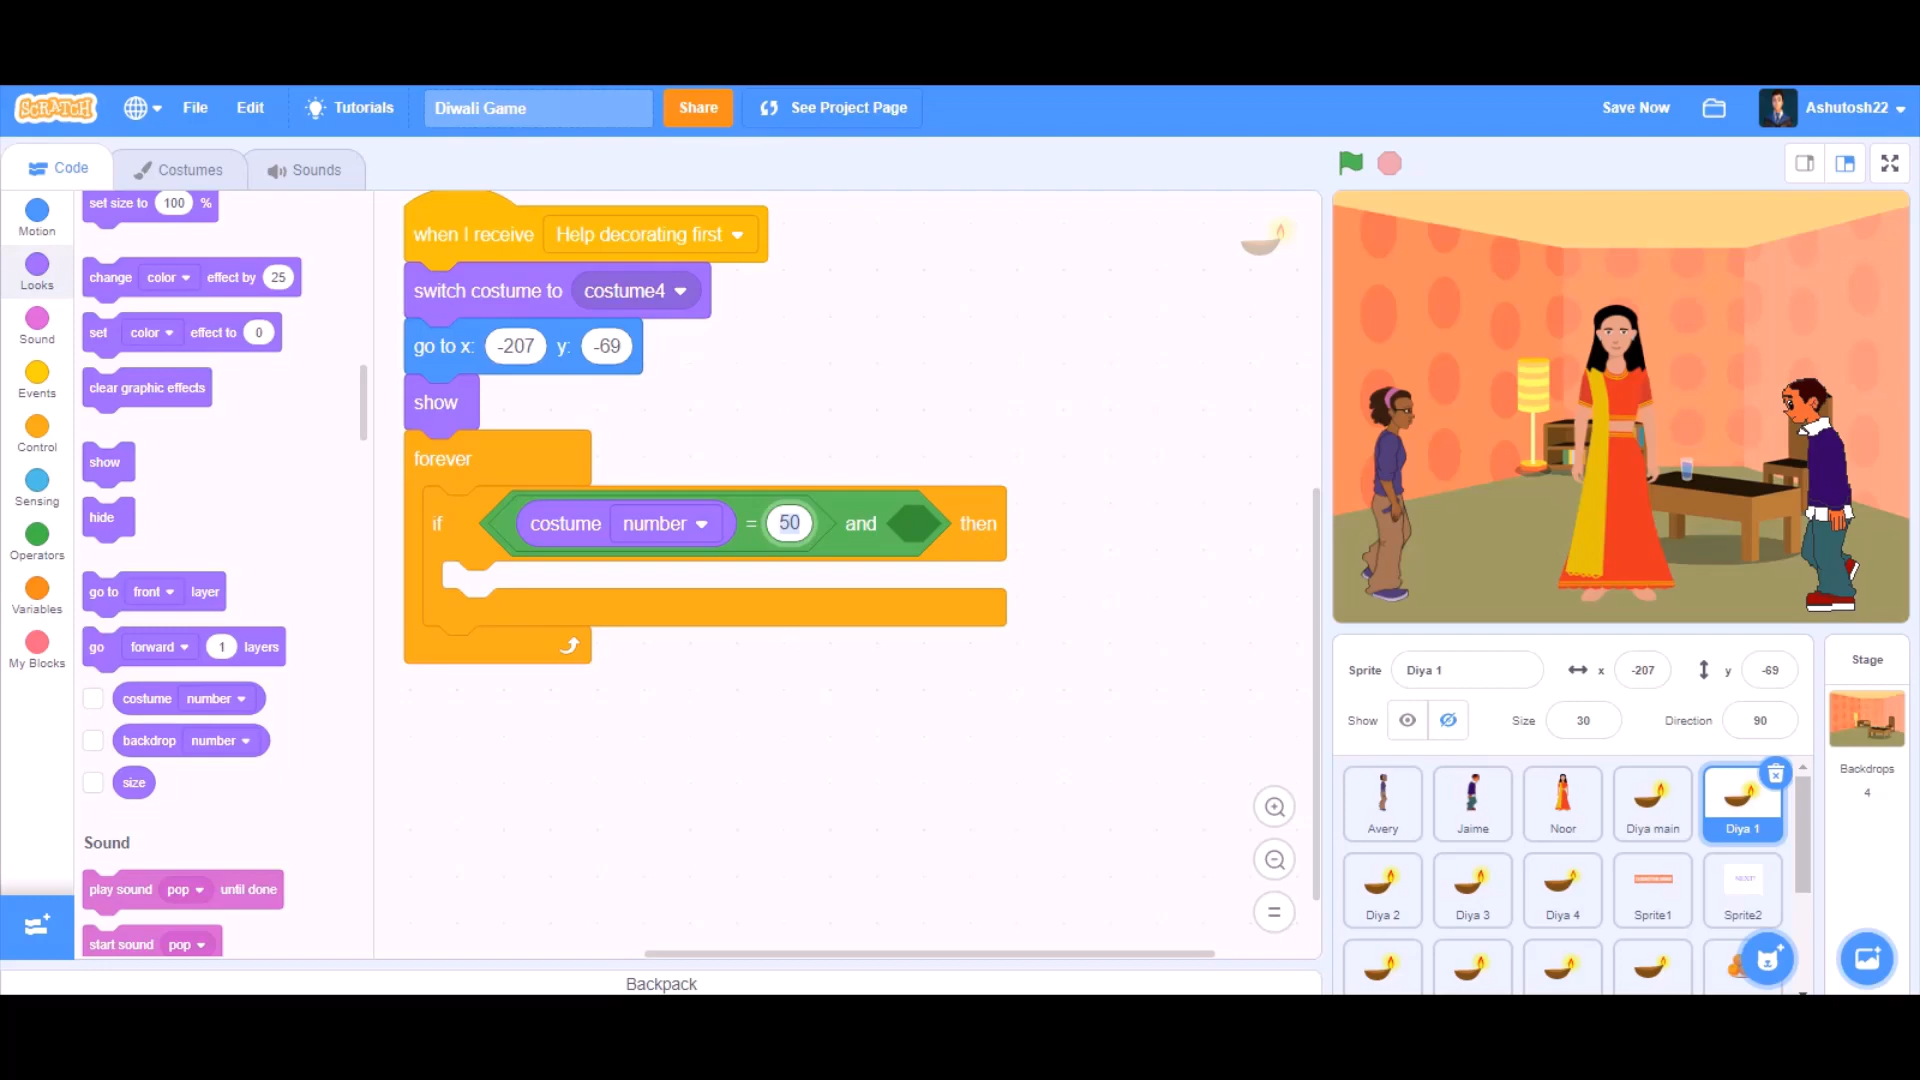 SCRATCH File Edit Tutorials Diwali Game Share See Project Page Save Now Ashutosh22
Code Costumes Sounds
Motion
Looks
Sound
Events
Control
Sensing
Operators
Variables
My Blocks
set size to 100 %
change color effect by 25
set color effect to 0
clear graphic effects
show
hide
go to front layer
go forward 1 layers
costume number
backdrop number
size
Sound
play sound pop until done
start sound pop
when I receive Help decorating first
switch costume to costume4
go to x: -207 y: -69
show
forever
if costume number = 50 and then
Backpack
Sprite Diya 1 x -207 y -69
Show Size 30 Direction 90
Avery Jaime Noor Diya main Diya 1
Diya 2 Diya 3 Diya 4 Sprite1 Sprite2
Stage
Backdrops
4